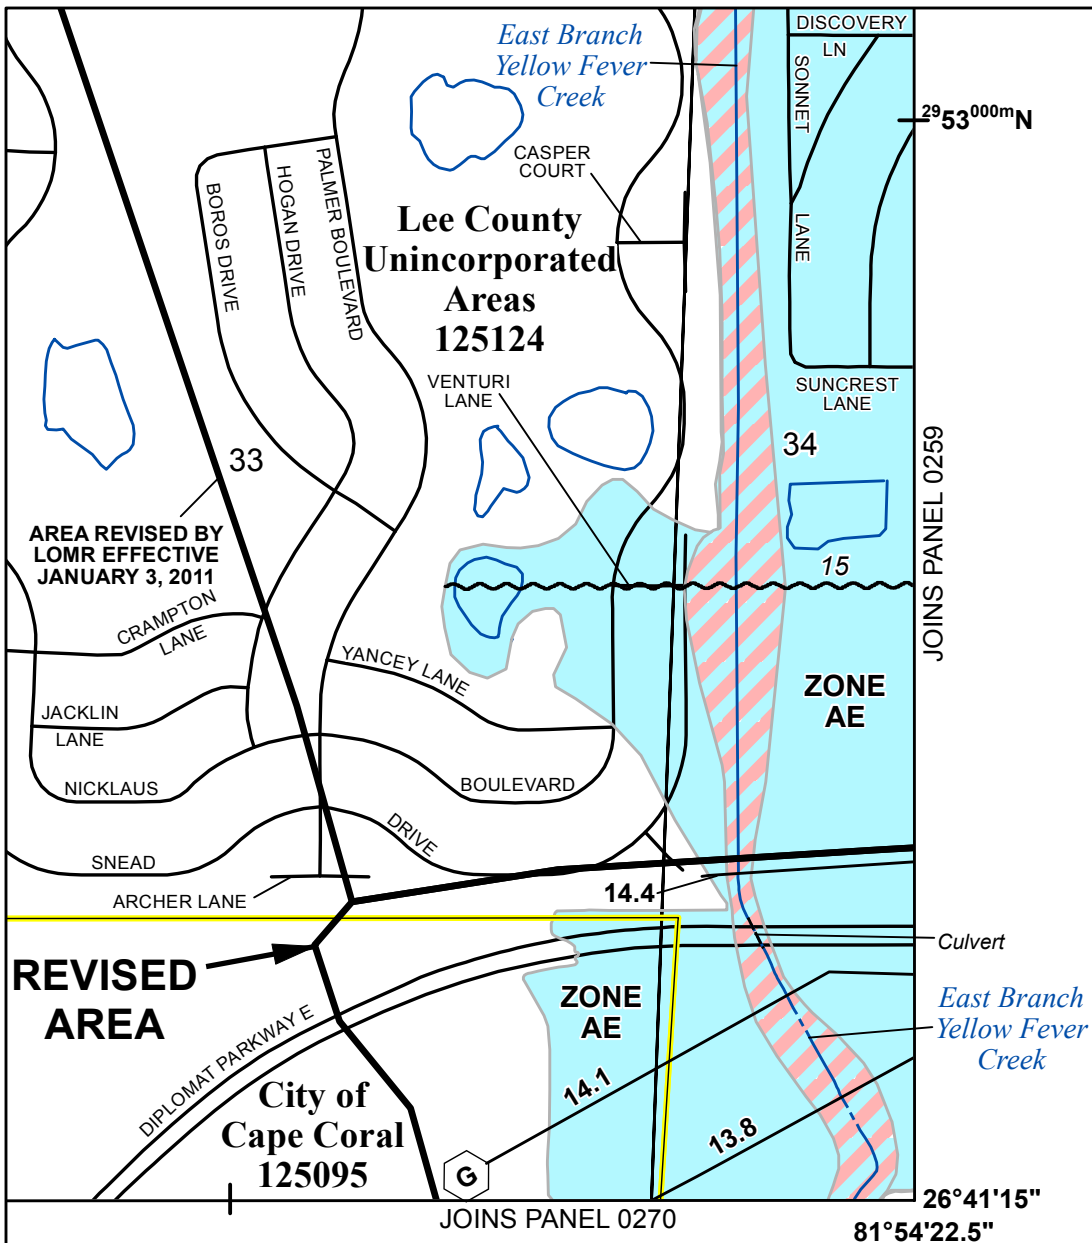 East Branch
Yellow Fever
Creek
DISCOVERY
LN
SONNET
LANE
2953000mN
CASPER
COURT
PALMER BOULEVARD
HOGAN DRIVE
BOROS DRIVE
Lee County
Unincorporated
Areas
125124
VENTURI
LANE
SUNCREST
LANE
33
34
JOINS PANEL 0259
AREA REVISED BY
LOMR EFFECTIVE
JANUARY 3, 2011
15
CRAMPTON
LANE
YANCEY LANE
ZONE
AE
JACKLIN
LANE
NICKLAUS
BOULEVARD
SNEAD
DRIVE
ARCHER LANE
14.4
Culvert
REVISED
AREA
ZONE
AE
East Branch
Yellow Fever
Creek
DIPLOMAT PARKWAY E
14.1
13.8
City of
Cape Coral
125095
G
26°41'15"
JOINS PANEL 0270
81°54'22.5"